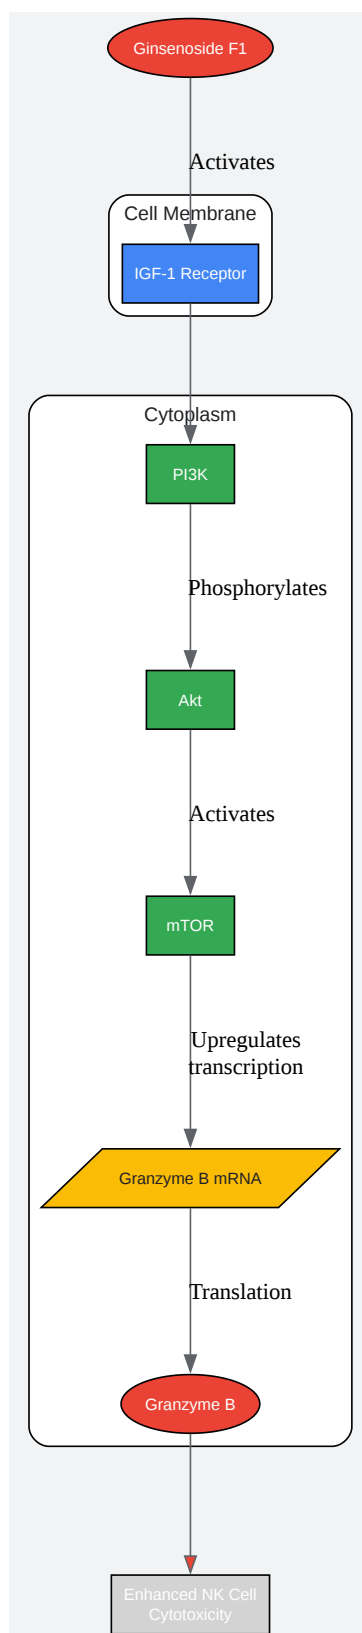 Ginsenoside F1
Activates
Cell Membrane
IGF-1 Receptor
Cytoplasm
PI3K
Phosphorylates
Akt
Activates
mTOR
Upregulates
transcription
Granzyme B mRNA
Translation
Granzyme B
Enhanced NK Cell
Cytotoxicity